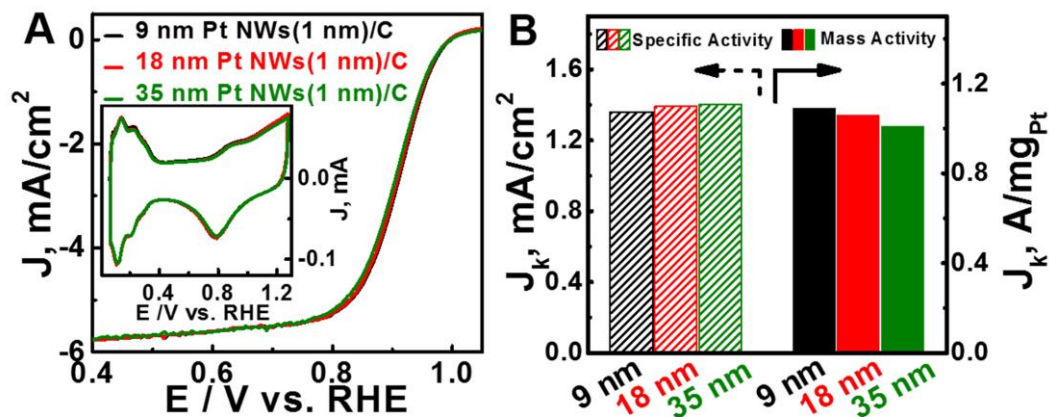 A
9 nm Pt NWs(1 nm)/C
18 nm Pt NWs(1 nm)/C
35 nm Pt NWs(1 nm)/C
J, mA/cm²
0
-2
-4
-6
0.4 0.6 0.8 1.0
E / V vs. RHE
0.0
-0.1
J, mA
0.4 0.8 1.2
E /V vs. RHE
B
Specific Activity
Mass Activity
Jₖ, mA/cm²
1.6
1.2
0.8
0.4
0.0
1.2
0.8
0.4
0.0
Jₖ, A/mgPt
9 nm 18 nm 35 nm
9 nm 18 nm 35 nm